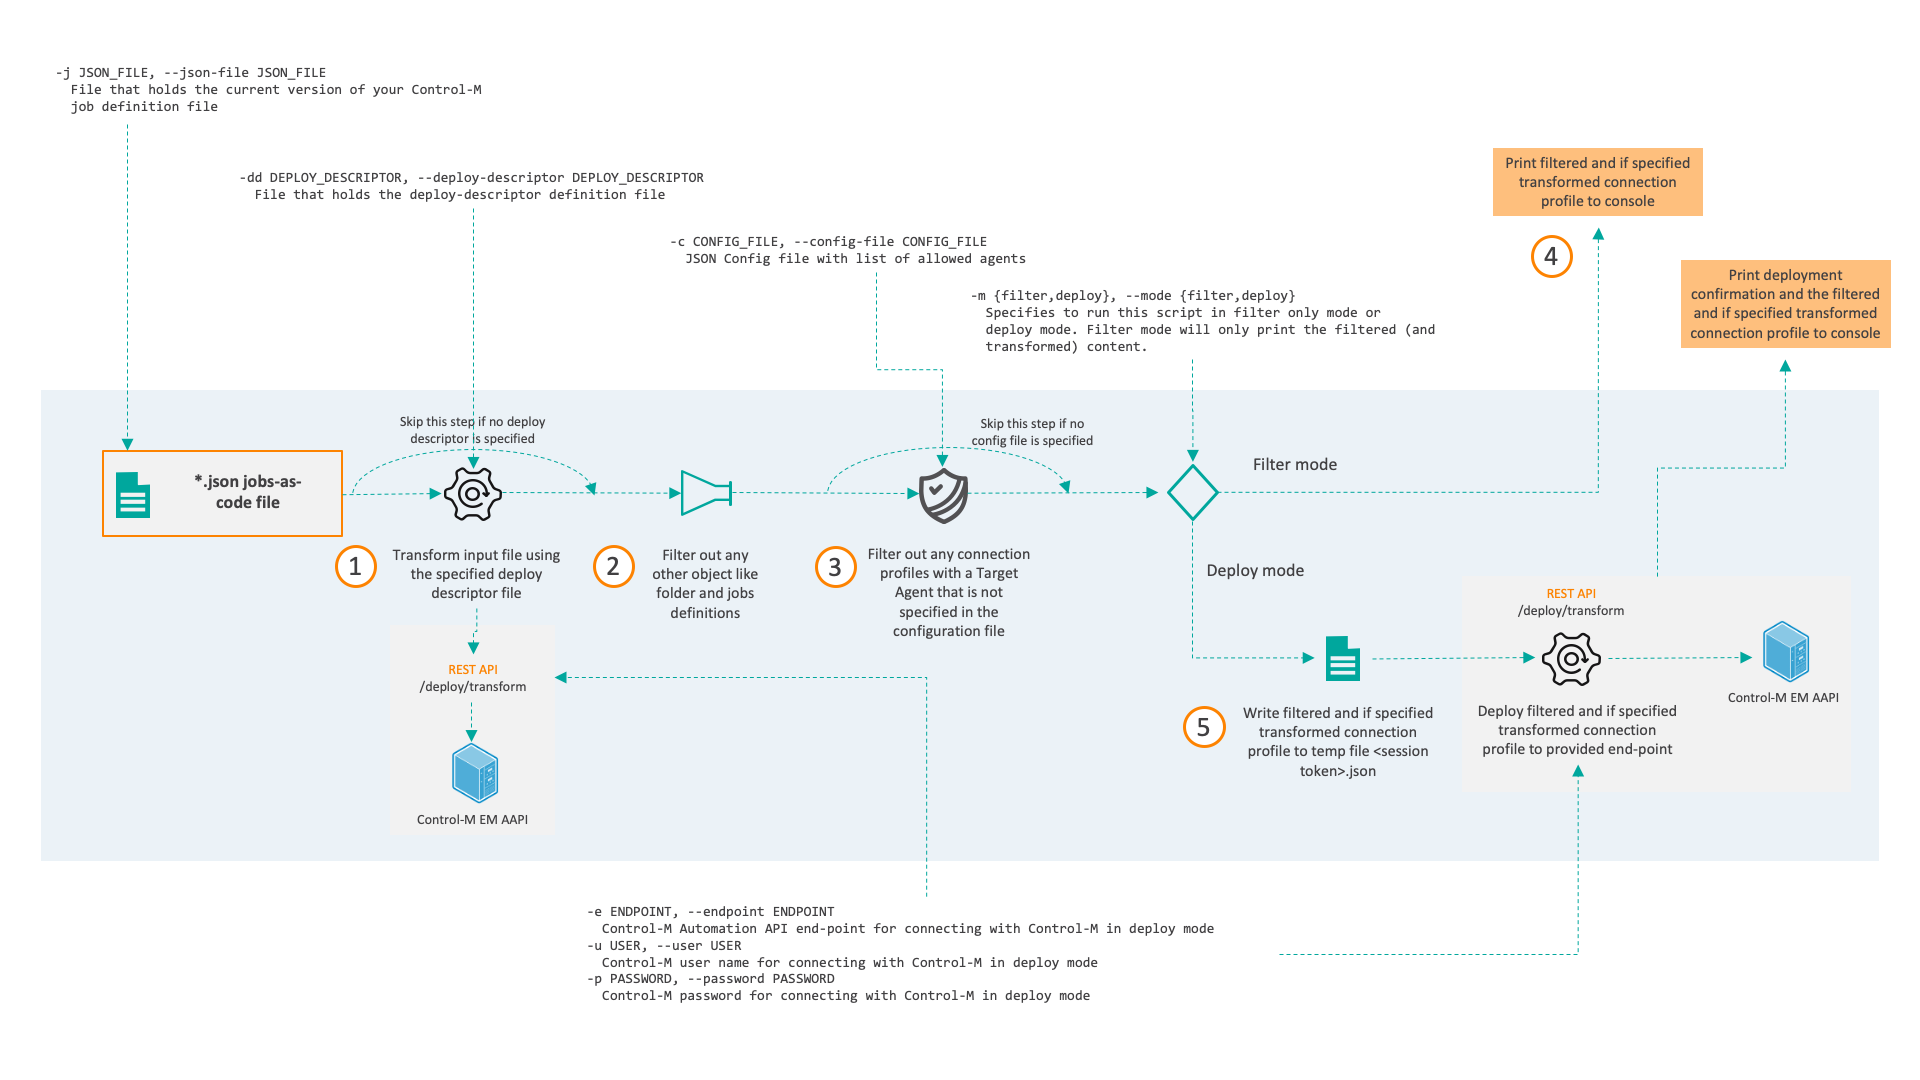 -j JSON_FILE, --json-file JSON_FILE
File that holds the current version of your Control-M
job definition file
-dd DEPLOY_DESCRIPTOR, --deploy-descriptor DEPLOY_DESCRIPTOR
File that holds the deploy-descriptor definition file
-c CONFIG_FILE, --config-file CONFIG_FILE
JSON Config file with list of allowed agents
-m {filter,deploy}, --mode {filter,deploy}
Specifies to run this script in filter only mode or
deploy mode. Filter mode will only print the filtered (and
transformed) content.
Print filtered and if specified
transformed connection
profile to console
4
Print deployment
confirmation and the filtered
and if specified transformed
connection profile to console
Skip this step if no deploy
descriptor is specified
Skip this step if no
config file is specified
*.json jobs-as-
code file
Filter mode
1
Transform input file using
the specified deploy
descriptor file
2
Filter out any
other object like
folder and jobs
definitions
3
Filter out any connection
profiles with a Target
Agent that is not
specified in the
configuration file
Deploy mode
REST API
/deploy/transform
Control-M EM AAPI
REST API
/deploy/transform
Control-M EM AAPI
5
Write filtered and if specified
transformed connection
profile to temp file <session
token>.json
Deploy filtered and if specified
transformed connection
profile to provided end-point
-e ENDPOINT, --endpoint ENDPOINT
Control-M Automation API end-point for connecting with Control-M in deploy mode
-u USER, --user USER
Control-M user name for connecting with Control-M in deploy mode
-p PASSWORD, --password PASSWORD
Control-M password for connecting with Control-M in deploy mode